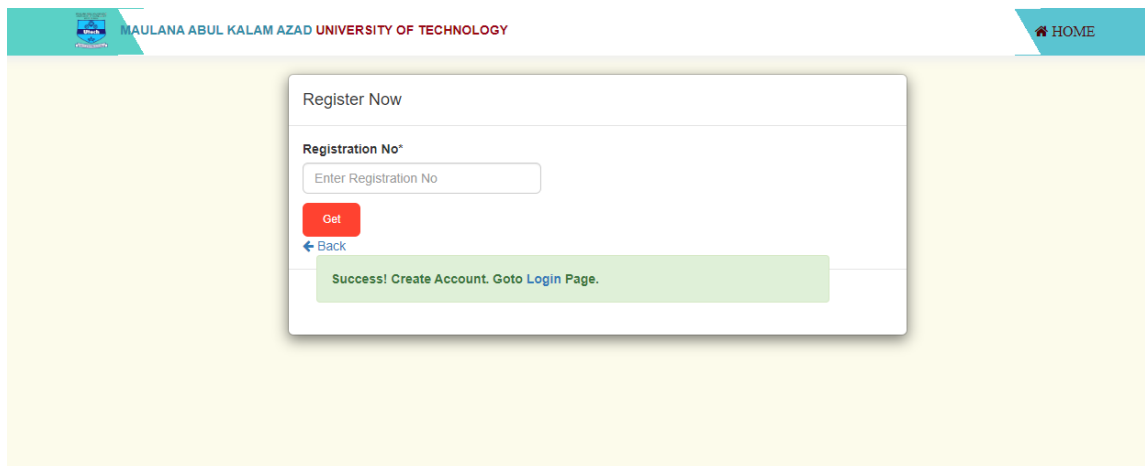 Utech
MAULANA ABUL KALAM AZAD UNIVERSITY OF TECHNOLOGY
HOME
Register Now
Registration No*
Enter Registration No
Get
Back
Success! Create Account. Goto Login Page.